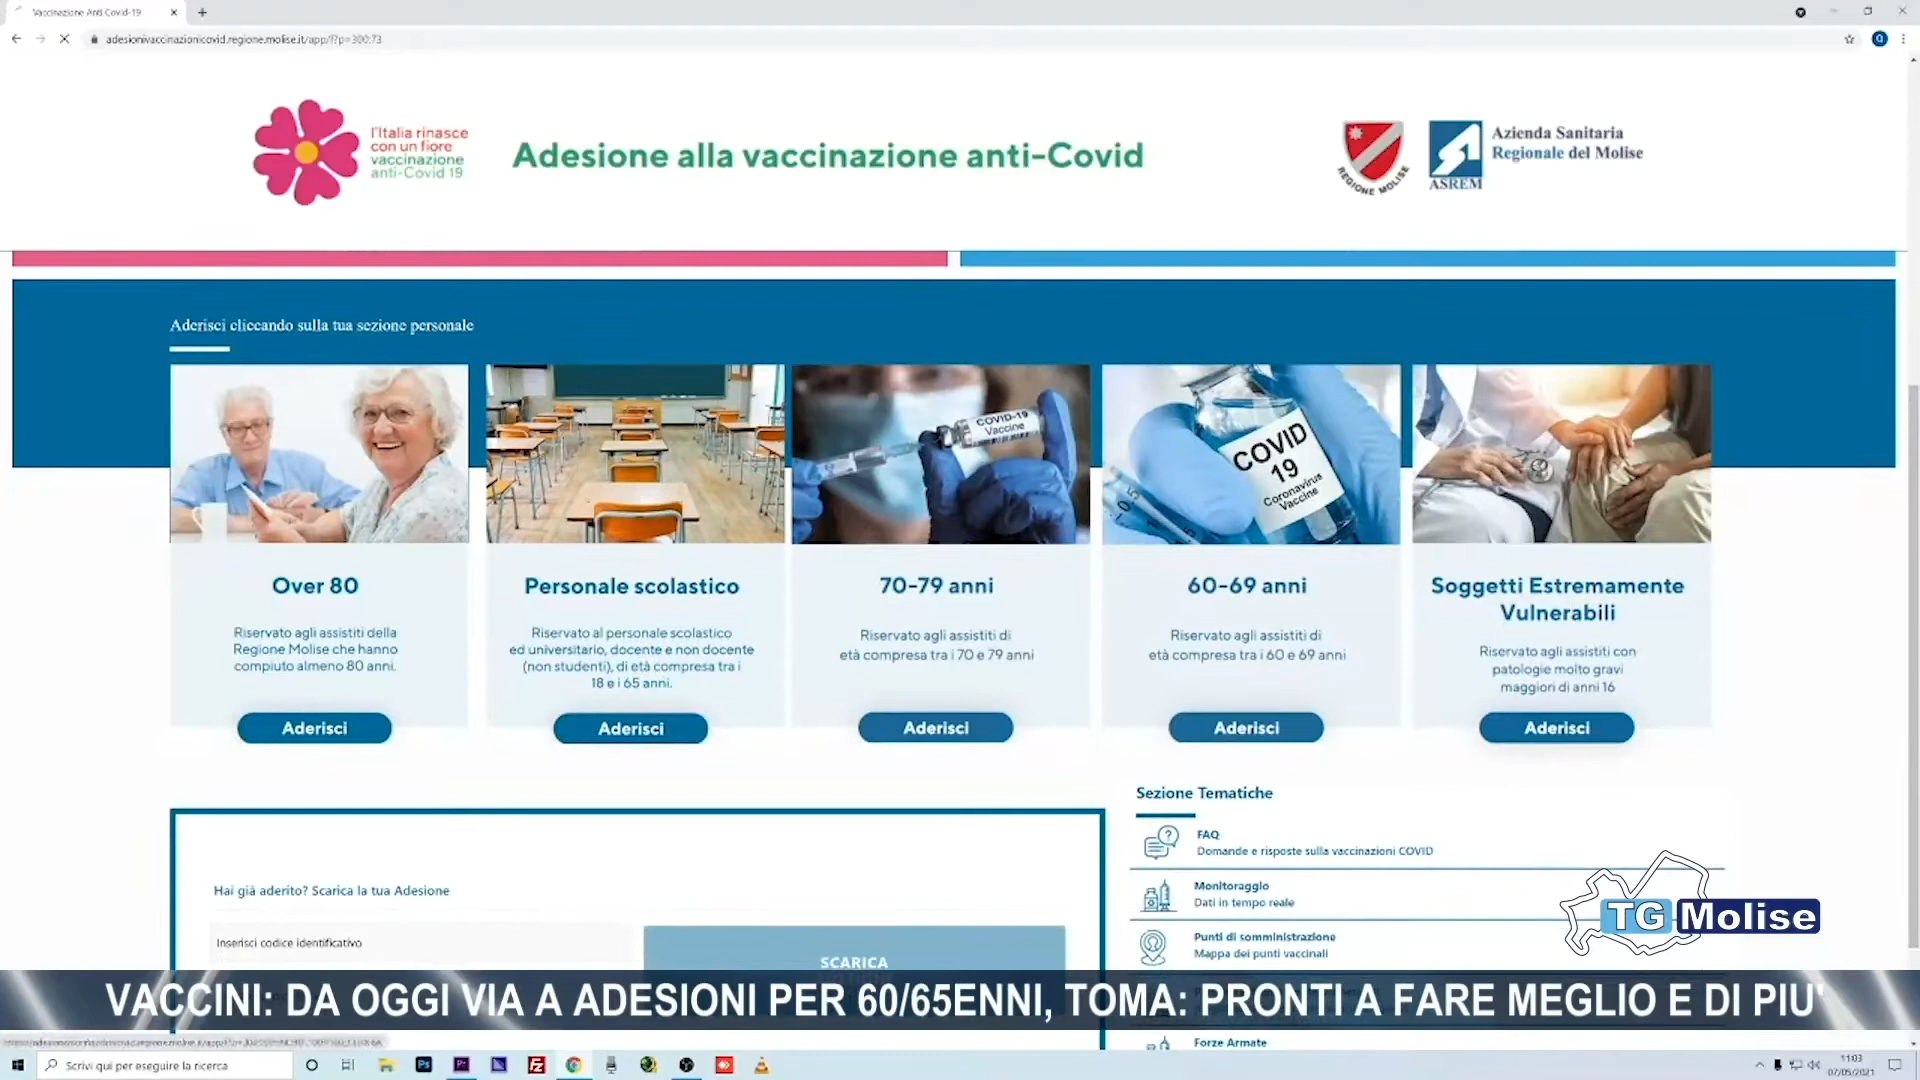 Vaccinazione Anti Covid-19
adesionivaccinazionicovid.regione.molise.it/app/f?p=300:73
l'Italia rinasce
con un fiore
vaccinazione
anti-Covid 19
Adesione alla vaccinazione anti-Covid
REGIONE MOLISE
ASREM
Azienda Sanitaria
Regionale del Molise
Aderisci cliccando sulla tua sezione personale
COVID-19
Vaccine
COVID
19
Coronavirus
Vaccine
Over 80
Riservato agli assistiti della
Regione Molise che hanno
compiuto almeno 80 anni.
Aderisci
Personale scolastico
Riservato al personale scolastico
ed universitario, docente e non docente
(non studenti), di età compresa tra i
18 e i 65 anni.
Aderisci
70-79 anni
Riservato agli assistiti di
età compresa tra i 70 e 79 anni
Aderisci
60-69 anni
Riservato agli assistiti di
età compresa tra i 60 e 69 anni
Aderisci
Soggetti Estremamente
Vulnerabili
Riservato agli assistiti con
patologie molto gravi
maggiori di anni 16
Aderisci
Hai già aderito? Scarica la tua Adesione
Inserisci codice identificativo
SCARICA
Sezione Tematiche
FAQ
Domande e risposte sulla vaccinazioni COVID
Monitoraggio
Dati in tempo reale
Punti di somministrazione
Mappa dei punti vaccinali
Forze Armate
TG Molise
VACCINI: DA OGGI VIA A ADESIONI PER 60/65ENNI, TOMA: PRONTI A FARE MEGLIO E DI PIU'
Scrivi qui per eseguire la ricerca
11:03
07/05/2021